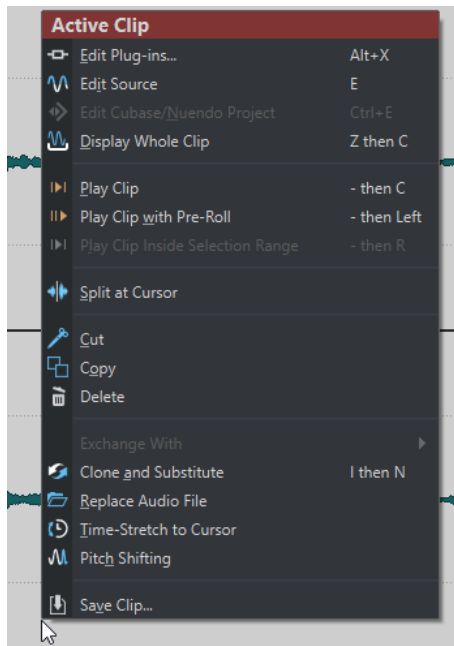 Active Clip
Edit Plug-ins... Alt+X
Edit Source E
Edit Cubase/Nuendo Project Ctrl+E
Display Whole Clip Z then C
Play Clip - then C
Play Clip with Pre-Roll - then Left
Play Clip Inside Selection Range - then R
Split at Cursor
Cut
Copy
Delete
Exchange With
Clone and Substitute I then N
Replace Audio File
Time-Stretch to Cursor
Pitch Shifting
Save Clip...